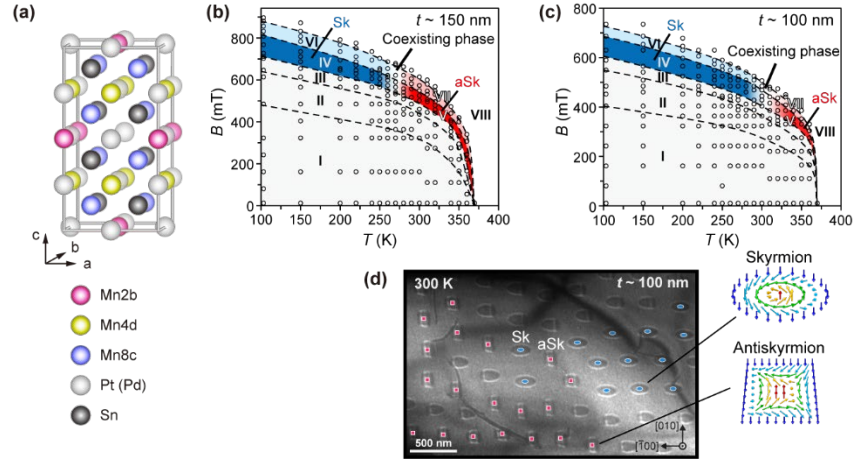 (a)
c
b
a
Mn2b
Mn4d
Mn8c
Pt (Pd)
Sn
(b)
t ~ 150 nm
Sk
Coexisting phase
aSk
VI
IV
III
II
I
V
VII
VIII
B (mT)
800
600
400
200
0
100 150 200 250 300 350 400
T (K)
(c)
t ~ 100 nm
Sk
Coexisting phase
aSk
VI
IV
III
II
I
VII
V
VIII
B (mT)
800
600
400
200
0
100 150 200 250 300 350 400
T (K)
(d)
300 K
t ~ 100 nm
Sk
aSk
500 nm
[010]
[1̄00]
Skyrmion
Antiskyrmion